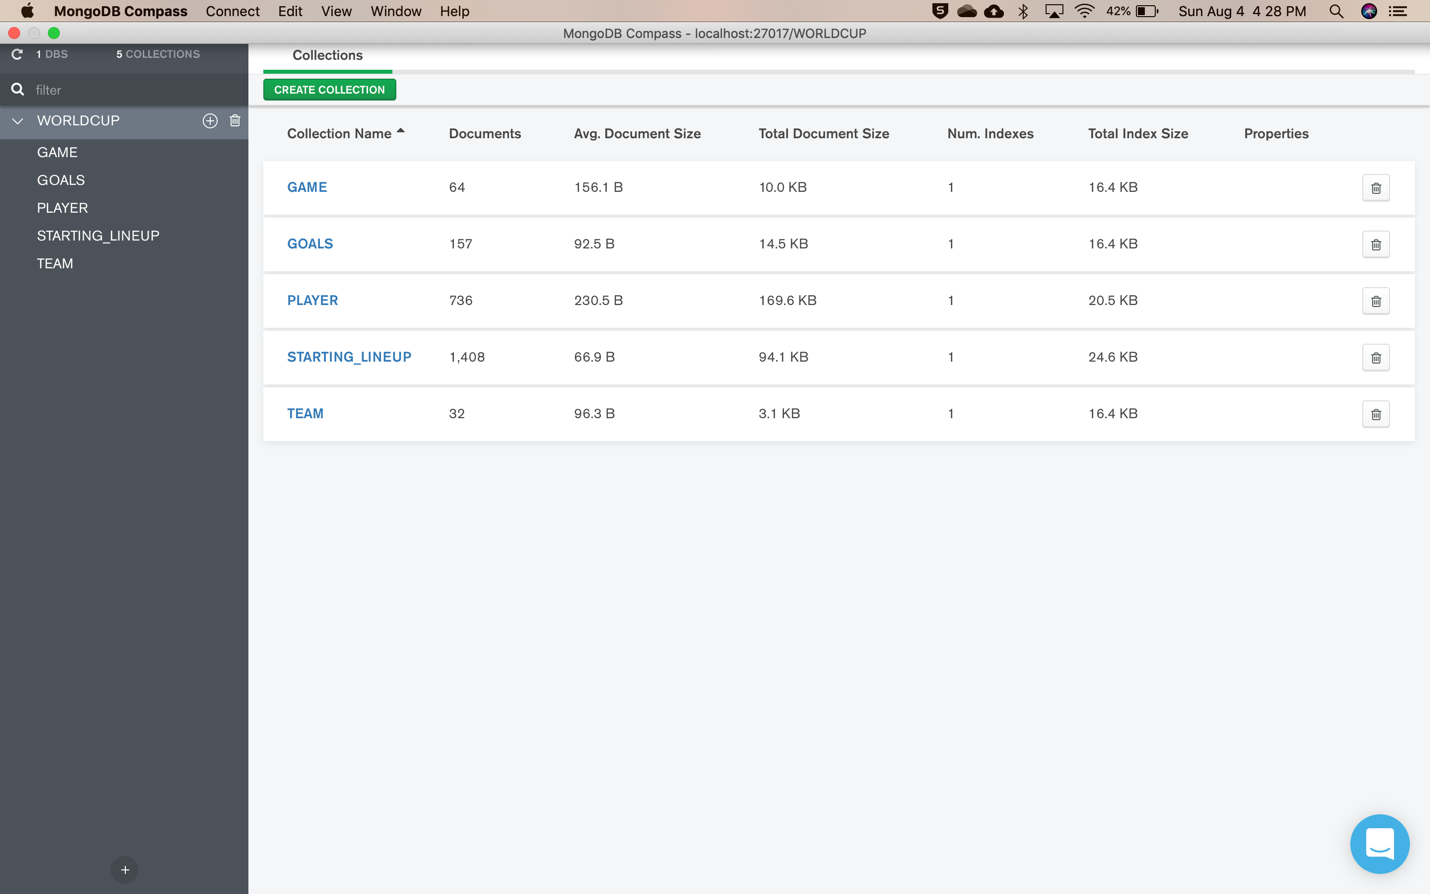 MongoDB Compass Connect Edit View Window Help 42% Sun Aug 4 4 28 PM
MongoDB Compass - localhost:27017/WORLDCUP
1 DBS 5 COLLECTIONS
filter
WORLDCUP
GAME
GOALS
PLAYER
STARTING_LINEUP
TEAM
Collections
CREATE COLLECTION
Collection Name Documents Avg. Document Size Total Document Size Num. Indexes Total Index Size Properties
GAME 64 156.1 B 10.0 KB 1 16.4 KB
GOALS 157 92.5 B 14.5 KB 1 16.4 KB
PLAYER 736 230.5 B 169.6 KB 1 20.5 KB
STARTING_LINEUP 1,408 66.9 B 94.1 KB 1 24.6 KB
TEAM 32 96.3 B 3.1 KB 1 16.4 KB